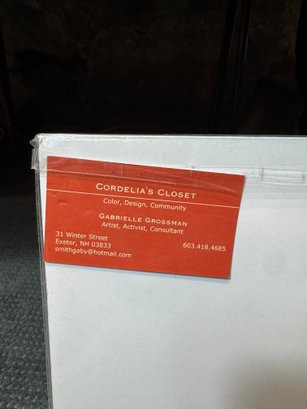 CORDELIA'S CLOSET
Color, Design, Community
GABRIELLE GROSSMAN
Artist, Activist, Consultant
31 Winter Street
Exeter, NH 03833
603.418.4685
smithgaby@hotmail.com